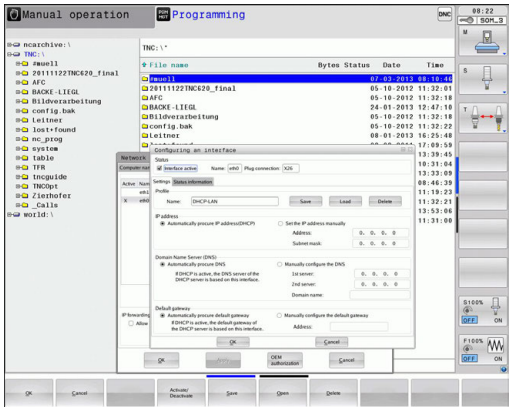 Manual operation
PGM MGT Programming
DNC
08:22
SOM_3
ncarchive:\
TNC:\
#muell
20111122TNC620_final
AFC
BACKE-LIEGL
Bildverarbeitung
config.bak
Leitner
lost+found
nc_prog
system
table
TFR
tncguide
TNCOpt
Zierhofer
_Calls
world:\
TNC:\*
File name Bytes Status Date Time
#muell 07-03-2013 08:10:46
20111122TNC620_final 05-10-2012 11:32:01
AFC 05-10-2012 11:32:18
BACKE-LIEGL 24-01-2013 12:47:10
Bildverarbeitung 05-10-2012 11:32:18
config.bak 05-10-2012 11:32:22
Leitner 08-01-2013 16:25:48
17:09:59
13:39:45
10:31:08
13:33:09
08:46:39
11:19:23
11:32:21
13:53:06
11:31:00
Network
Computer name
Active Nam
eth1
X eth0
IP forwarding
Allow
OK
OEM authorization
Cancel
Configuring an interface
Status
Interface active Name: eth0 Plug connection: X26
Settings Status information
Profile
Name: DHCP-LAN Save Load Delete
IP address
Automatically procure IP address(DHCP) Set the IP address manually
Address: 0. 0. 0. 0
Subnet mask: 0. 0. 0. 0
Domain Name Server (DNS)
Automatically procure DNS Manually configure the DNS
If DHCP is active, the DNS server of the 1st server: 0. 0. 0. 0
DHCP server is based on this interface. 2nd server: 0. 0. 0. 0
Domain name:
Default gateway
Automatically procure default gateway Manually configure the default gateway
If DHCP is active, the default gateway of Address:
the DHCP server is based on this interface.
OK Cancel
M
S
T
S100%
OFF ON
F100%
OFF ON
OK Cancel Activate/ Deactivate Save Open Delete